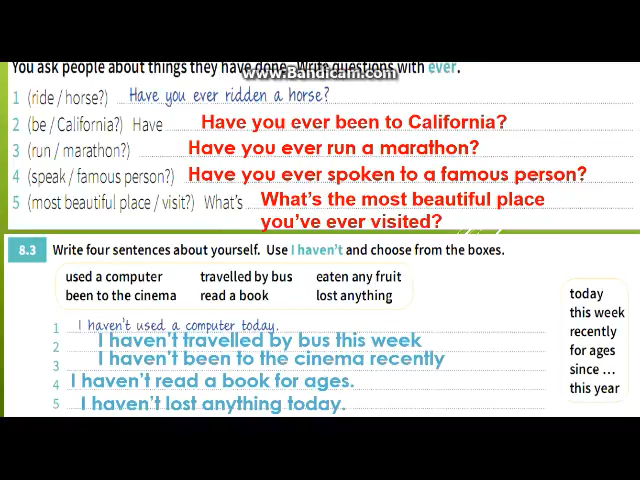 You ask people about things they have done. Write questions with ever.
www.Bandicam.com
1 (ride / horse?) Have you ever ridden a horse?
2 (be / California?) Have Have you ever been to California?
3 (run / marathon?) Have you ever run a marathon?
4 (speak / famous person?) Have you ever spoken to a famous person?
5 (most beautiful place / visit?) What's What's the most beautiful place
you've ever visited?
8.3 Write four sentences about yourself. Use I haven't and choose from the boxes.
used a computer travelled by bus eaten any fruit
been to the cinema read a book lost anything
today
this week
recently
for ages
since ...
this year
1 I haven't used a computer today.
2 I haven't travelled by bus this week
3 I haven't been to the cinema recently
4 I haven't read a book for ages.
5 I haven't lost anything today.